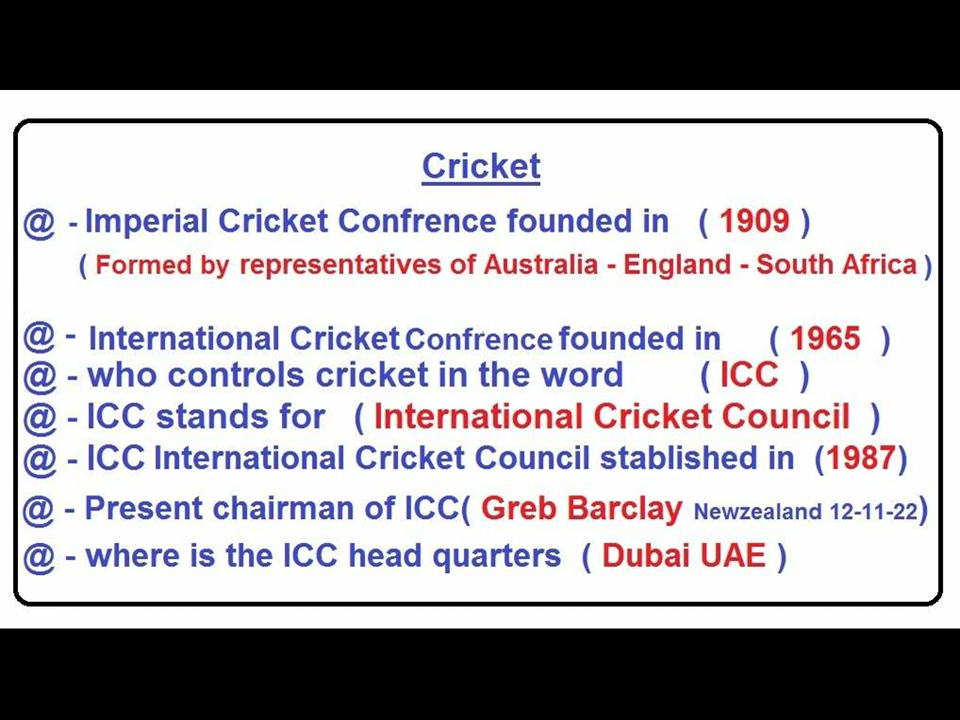 Cricket
@ - Imperial Cricket Confrence founded in ( 1909 )
( Formed by representatives of Australia - England - South Africa )
@ - International Cricket Confrence founded in ( 1965 )
@ - who controls cricket in the word ( ICC )
@ - ICC stands for ( International Cricket Council )
@ - ICC International Cricket Council stablished in (1987)
@ - Present chairman of ICC( Greb Barclay Newzealand 12-11-22)
@ - where is the ICC head quarters ( Dubai UAE )